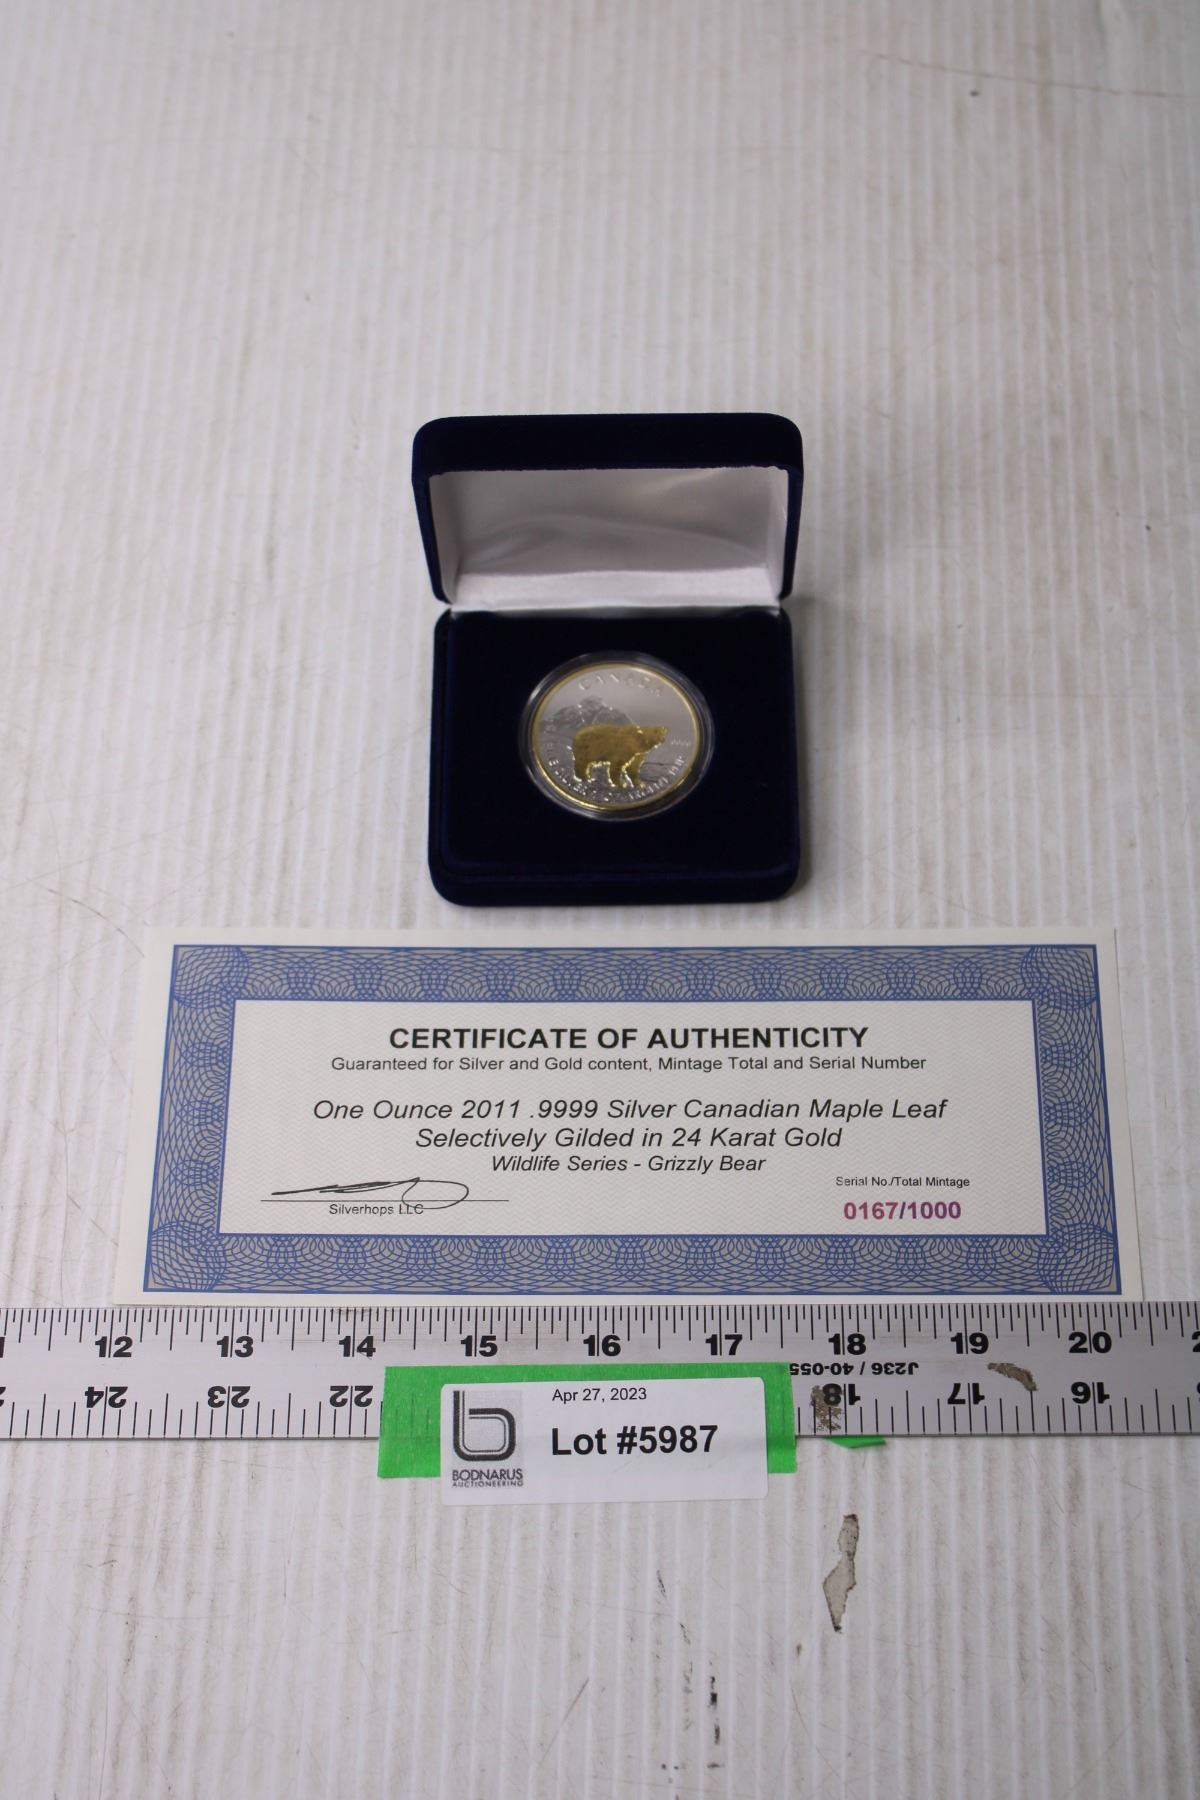 CANADA
9999
CERTIFICATE OF AUTHENTICITY
Guaranteed for Silver and Gold content, Mintage Total and Serial Number
One Ounce 2011 .9999 Silver Canadian Maple Leaf
Selectively Gilded in 24 Karat Gold
Wildlife Series - Grizzly Bear
Serial No./Total Mintage
Silverhops LLC
0167/1000
12 13 14 15 16 17 18 19 20
J236 / 40-055
24 23 22 18 17 16
Apr 27, 2023
Lot #5987
BODNARUS
AUCTIONEERING